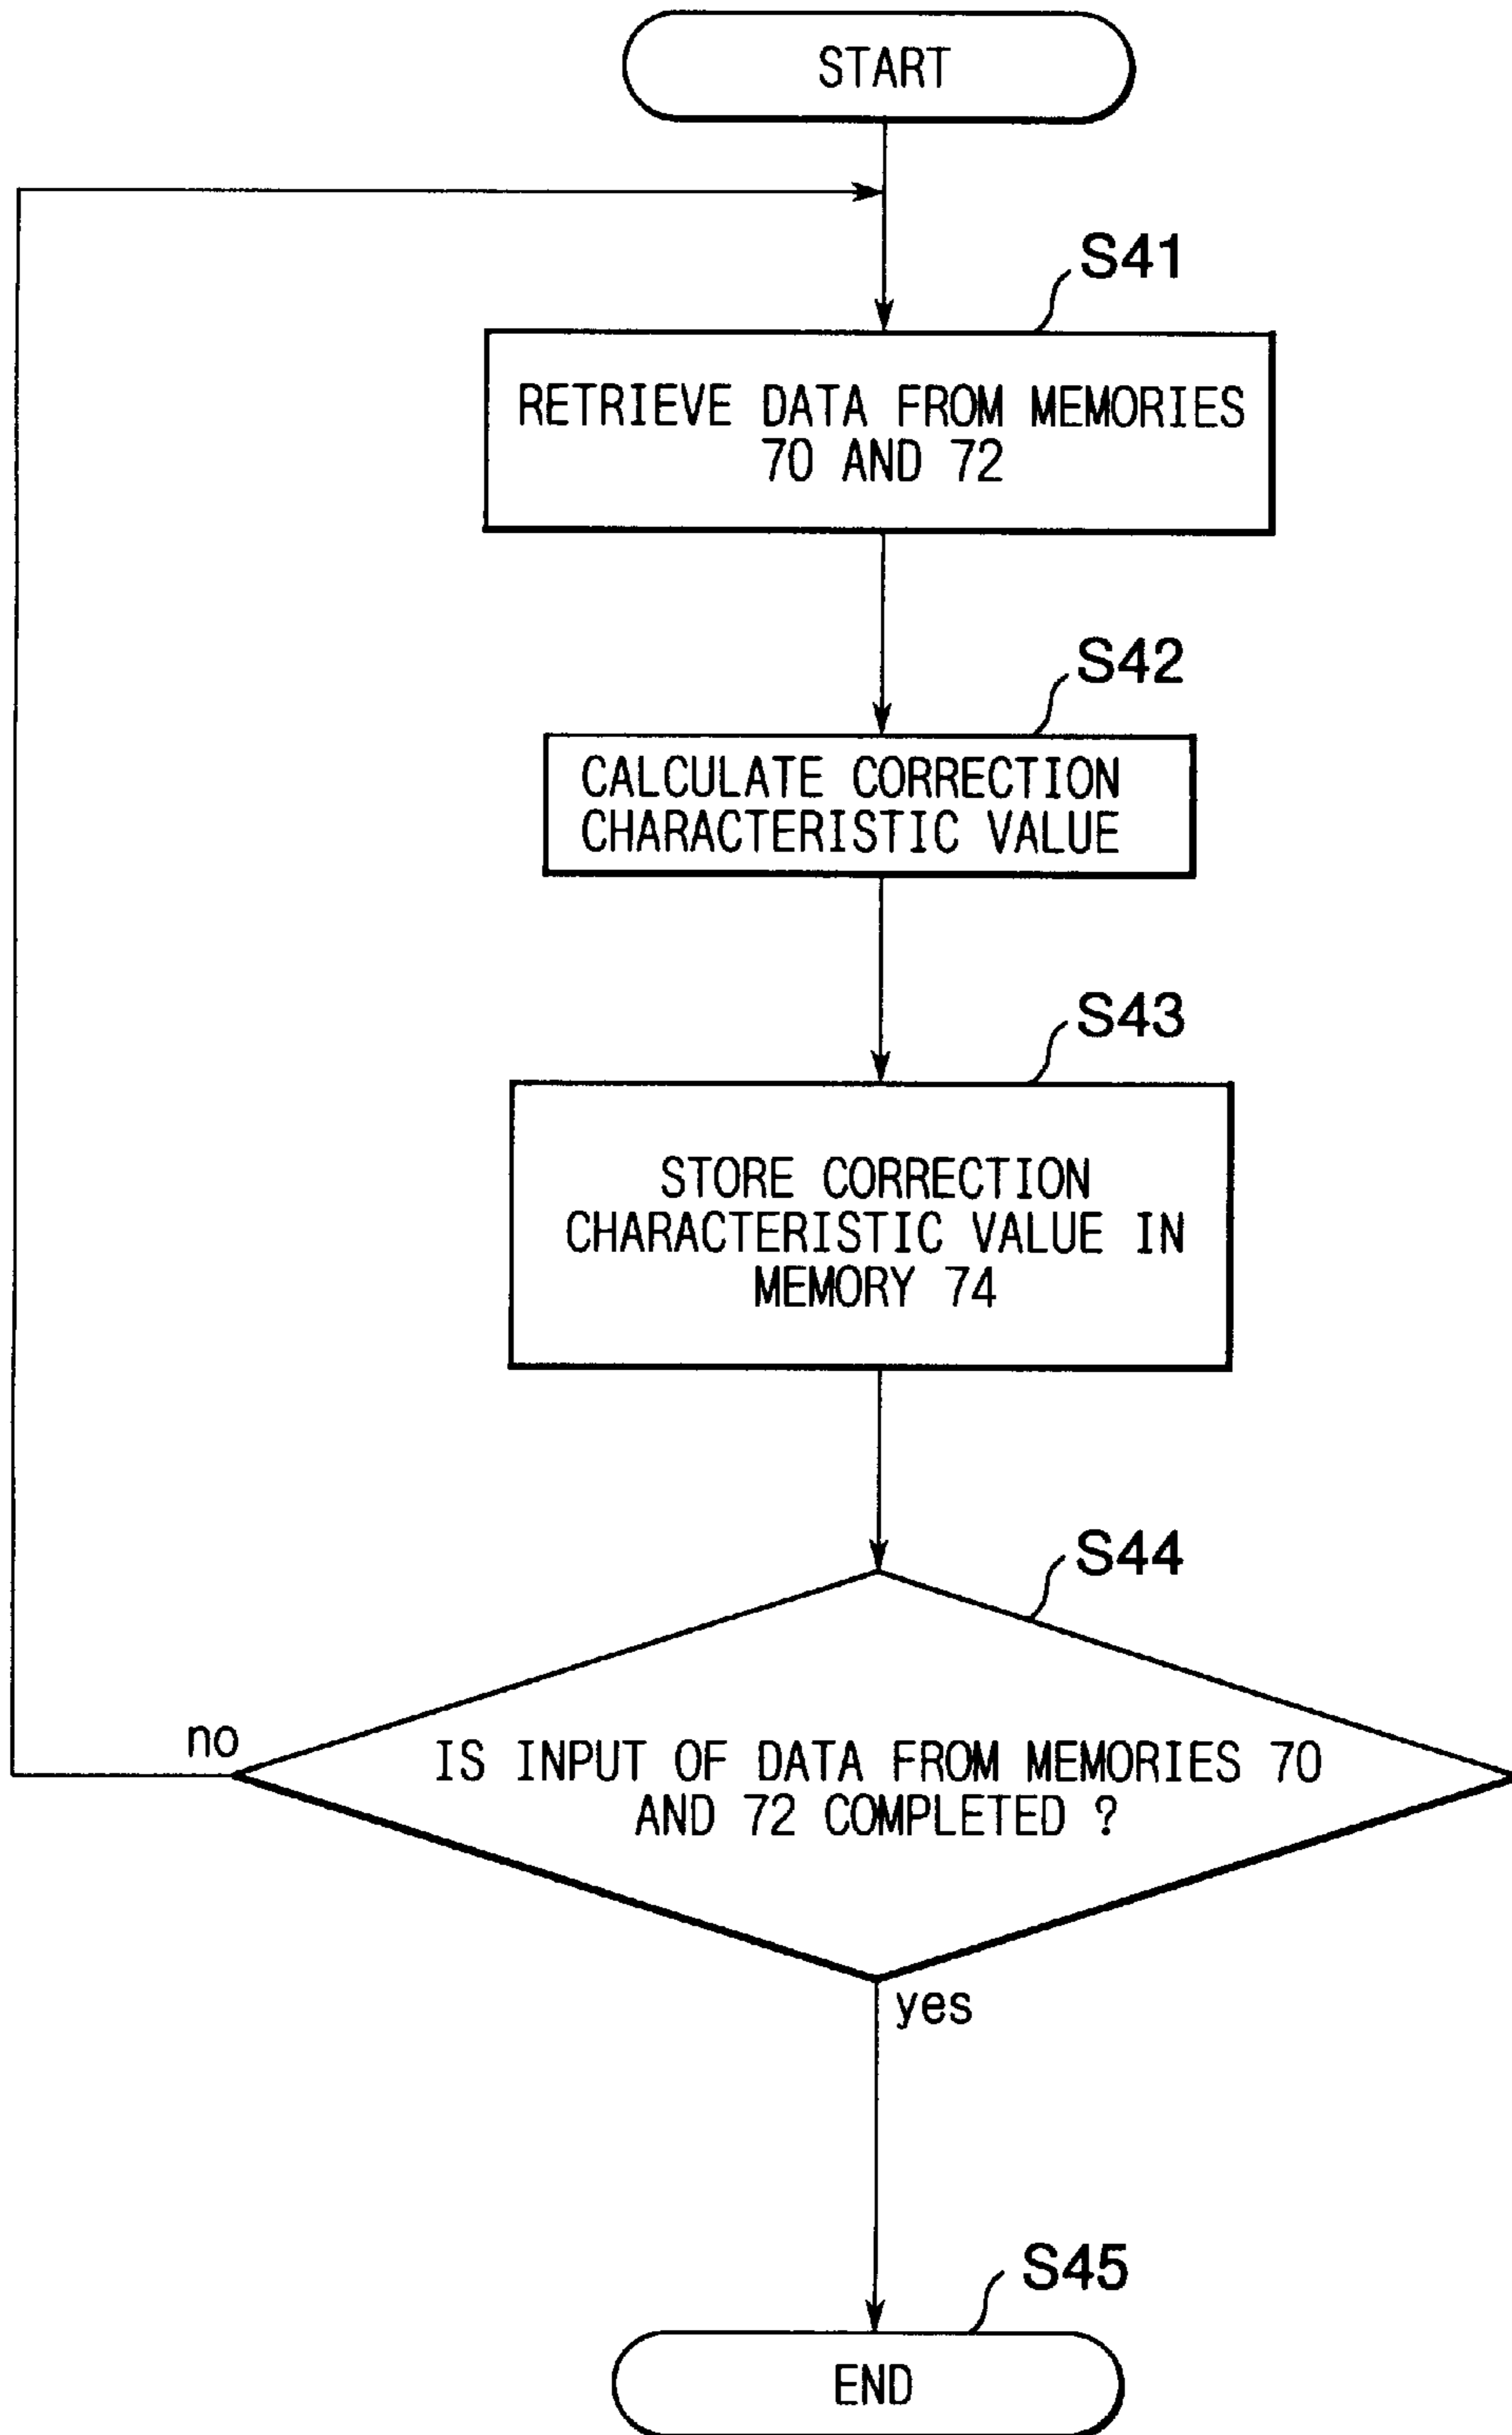 START
S41
RETRIEVE DATA FROM MEMORIES
70 AND 72
S42
CALCULATE CORRECTION
CHARACTERISTIC VALUE
S43
STORE CORRECTION
CHARACTERISTIC VALUE IN
MEMORY 74
S44
no
IS INPUT OF DATA FROM MEMORIES 70
AND 72 COMPLETED ?
yes
S45
END